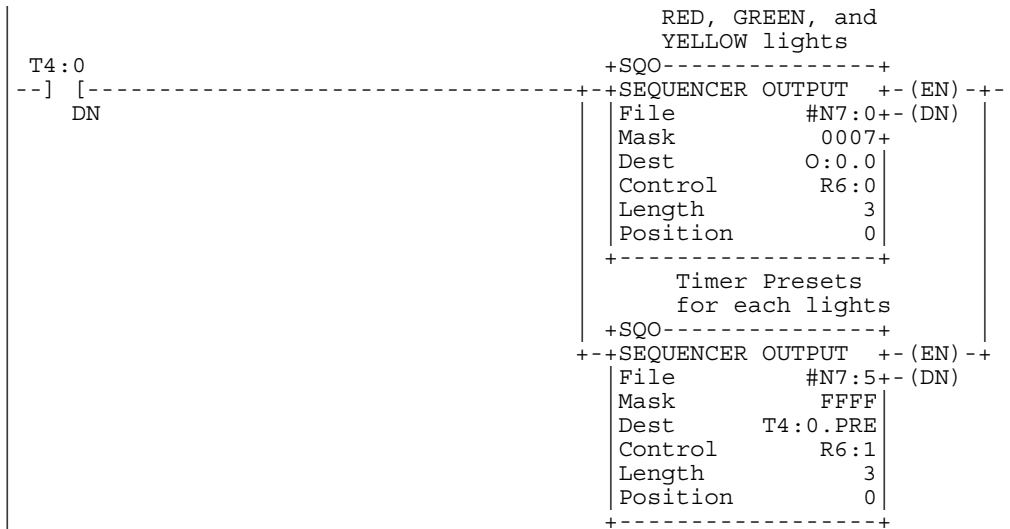 RED, GREEN, and
YELLOW lights
T4:0
+SQO---------------+
--] [----------------------------------+-+SEQUENCER OUTPUT +-(EN)-+-
DN
|File #N7:0+-(DN) |
|Mask 0007+
|Dest O:0.0|
|Control R6:0|
|Length 3|
|Position 0|
+------------------+
Timer Presets
for each lights
+SQO---------------+
+-+SEQUENCER OUTPUT +-(EN)-+
|File #N7:5+-(DN)
|Mask FFFF|
|Dest T4:0.PRE|
|Control R6:1|
|Length 3|
|Position 0|
+------------------+